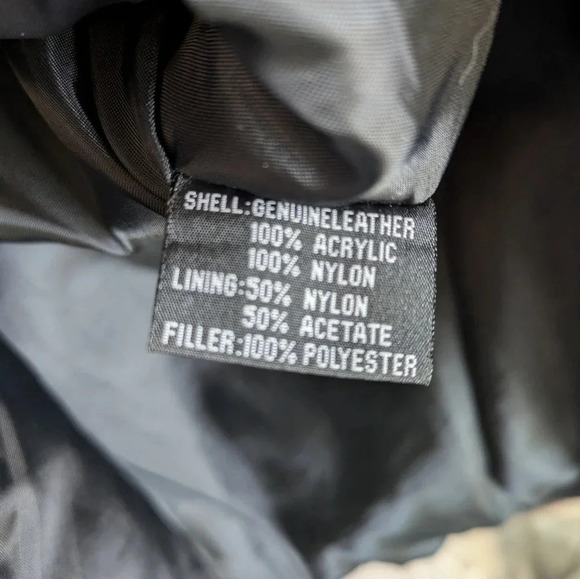 SHELL:GENUINELEATHER
100% ACRYLIC
100% NYLON
LINING:50% NYLON
50% ACETATE
FILLER:100% POLYESTER